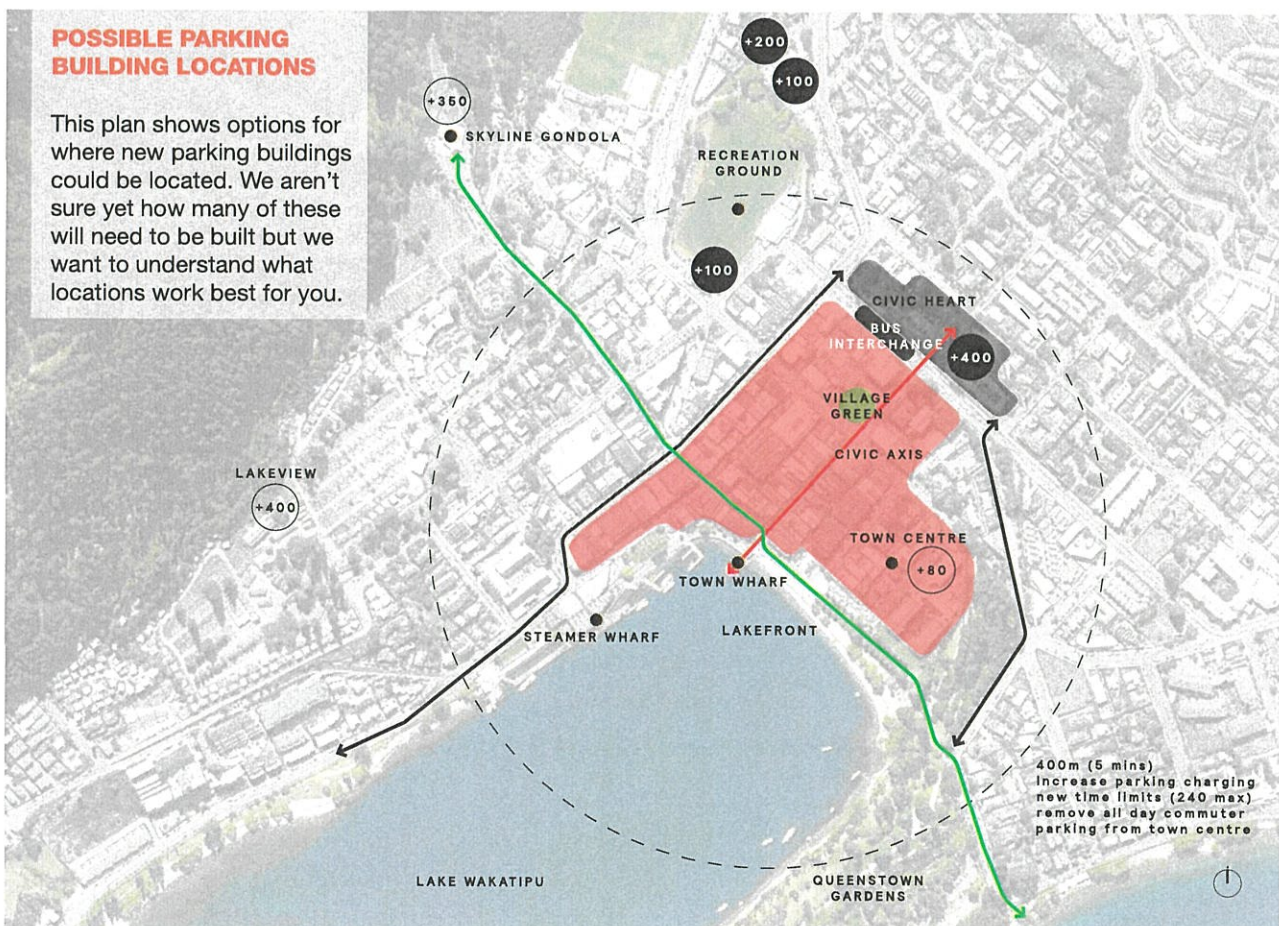 POSSIBLE PARKING
BUILDING LOCATIONS
This plan shows options for
where new parking buildings
could be located. We aren't
sure yet how many of these
will need to be built but we
want to understand what
locations work best for you.
+200
+100
+350
SKYLINE GONDOLA
RECREATION
GROUND
+100
CIVIC HEART
BUS
INTERCHANGE
+400
VILLAGE
GREEN
CIVIC AXIS
LAKEVIEW
+400
TOWN CENTRE
+80
TOWN WHARF
STEAMER WHARF
LAKEFRONT
400m (5 mins)
Increase parking charging
new time limits (240 max)
remove all day commuter
parking from town centre
LAKE WAKATIPU
QUEENSTOWN
GARDENS